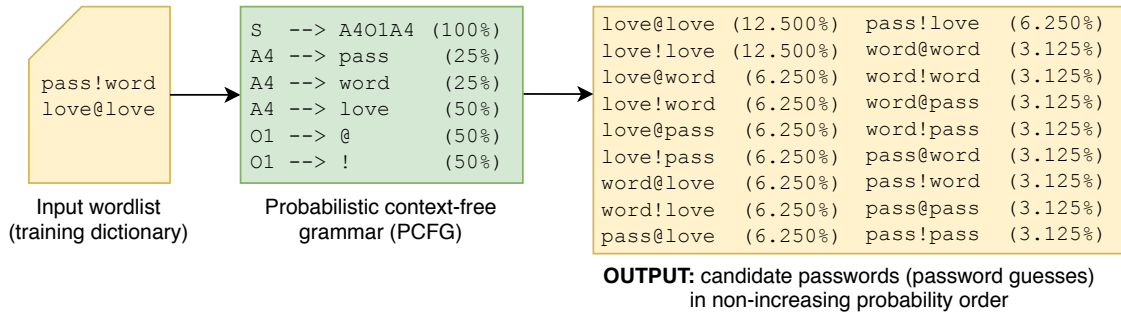 pass!word
love@love
Input wordlist
(training dictionary)
S --> A4O1A4 (100%)
A4 --> pass (25%)
A4 --> word (25%)
A4 --> love (50%)
O1 --> @ (50%)
O1 --> ! (50%)
Probabilistic context-free
grammar (PCFG)
love@love (12.500%) pass!love (6.250%)
love!love (12.500%) word@word (3.125%)
love@word (6.250%) word!word (3.125%)
love!word (6.250%) word@pass (3.125%)
love@pass (6.250%) word!pass (3.125%)
love!pass (6.250%) pass@word (3.125%)
word@love (6.250%) pass!word (3.125%)
word!love (6.250%) pass@pass (3.125%)
pass@love (6.250%) pass!pass (3.125%)
OUTPUT: candidate passwords (password guesses)
in non-increasing probability order